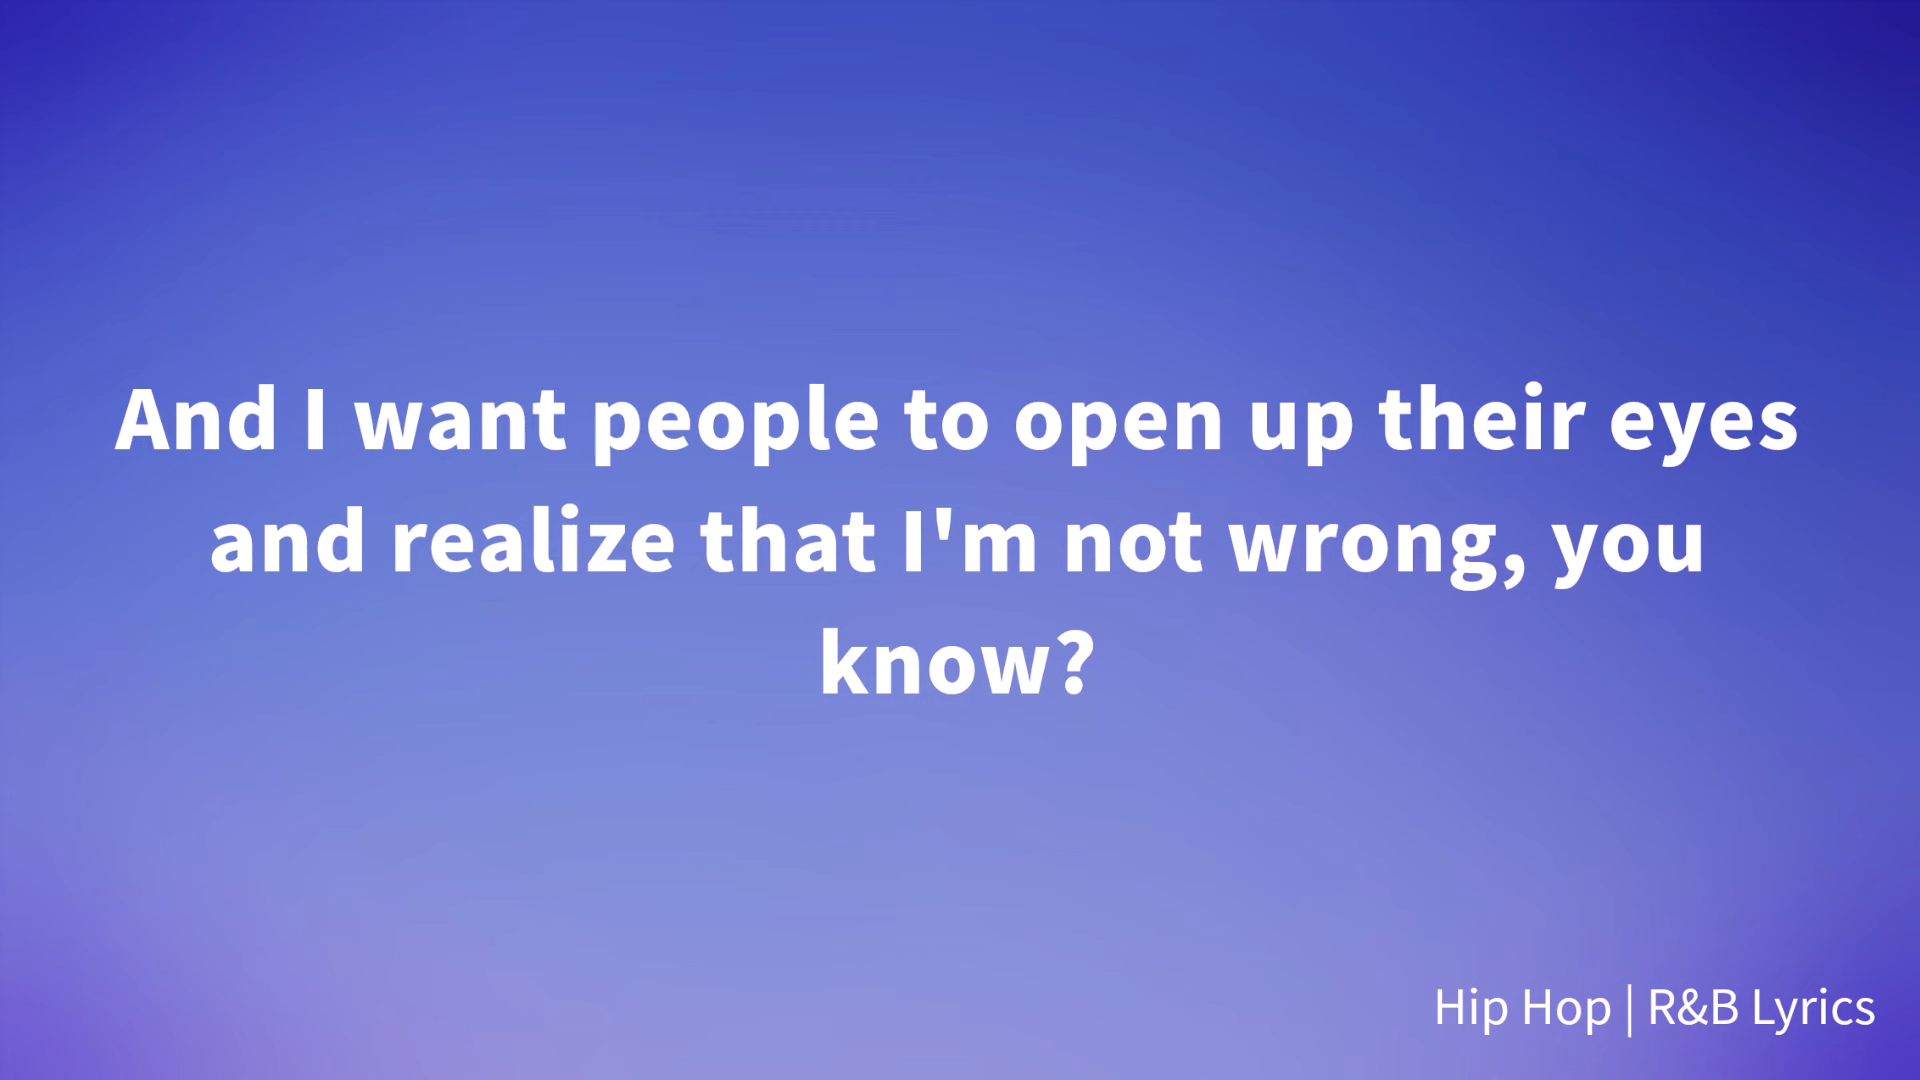 And I want people to open up their eyes
and realize that I'm not wrong, you
know?
Hip Hop | R&B Lyrics